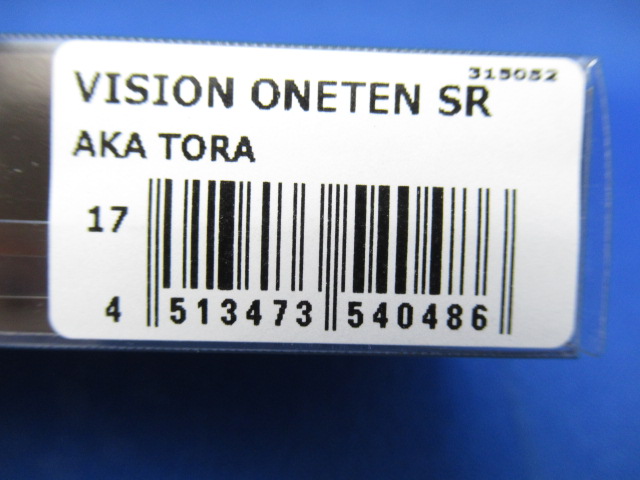 315052
VISION ONETEN SR
AKA TORA
17
4 513473 540486